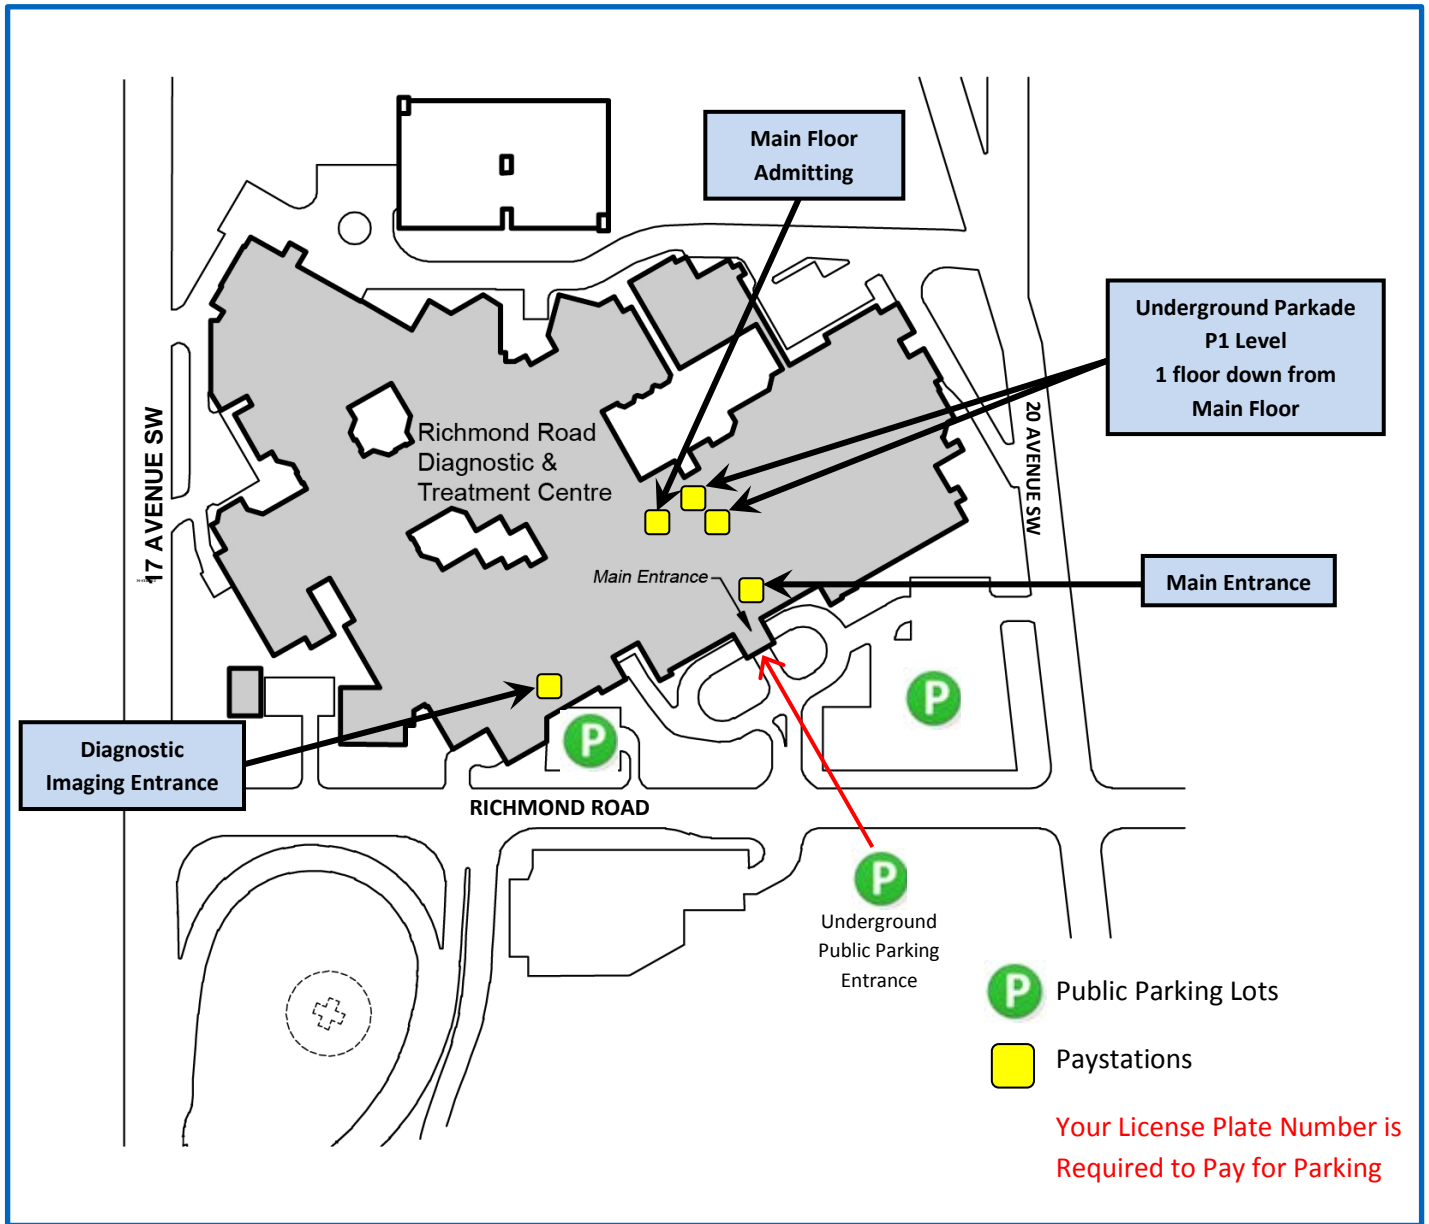 Main Floor
Admitting
Underground Parkade
P1 Level
1 floor down from
Main Floor
17 AVENUE SW
20 AVENUE SW
Richmond Road
Diagnostic &
Treatment Centre
Main Entrance
Main Entrance
P
P
Diagnostic
Imaging Entrance
RICHMOND ROAD
P
Underground
Public Parking
Entrance
P
Public Parking Lots
Paystations
Your License Plate Number is
Required to Pay for Parking